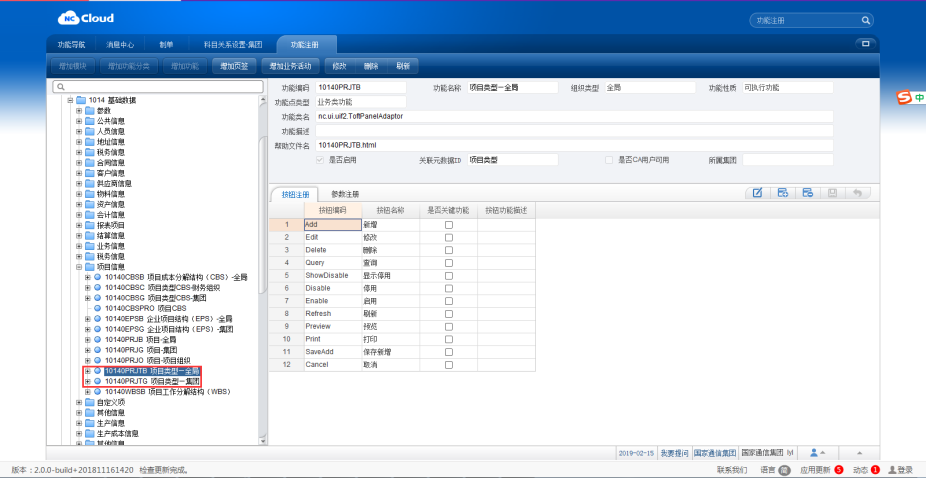 NC Cloud
功能注册
功能导航 消息中心 制单 科目关系设置-集团 功能注册
增加模块 增加功能分类 增加功能 增加页签 增加业务活动 修改 删除 刷新
功能编码 10140PRJTB 功能名称 项目类型-全局 组织类型 全局 功能性质 可执行功能
功能点类型 业务类功能
功能类名 nc.ui.uif2.ToftPanelAdaptor
功能描述
帮助文件名 10140PRJTB.html
是否启用 关联元数据ID 项目类型 是否CA用户可用 所属集团
1014 基础数据
参数
公共信息
人员信息
地址信息
税务信息
合同信息
客户信息
供应商信息
物料信息
资产信息
会计信息
报表项目
结算信息
业务信息
税务信息
项目信息
10140CBSB 项目成本分解结构(CBS)-全局
10140CBSC 项目类型CBS-财务组织
10140CBSG 项目类型CBS-集团
10140CBSPRO 项目CBS
10140EPSB 企业项目结构(EPS)-全局
10140EPSG 企业项目结构(EPS)-集团
10140PRJB 项目-全局
10140PRJG 项目-集团
10140PRJO 项目-项目组织
10140PRJTB 项目类型-全局
10140PRJTG 项目类型-集团
10140WBSB 项目工作分解结构(WBS)
自定义项
其他信息
生产信息
生产成本信息
其他信息
按钮注册 参数注册
按钮编码 按钮名称 是否关键功能 按钮功能描述
1 Add 新增
2 Edit 修改
3 Delete 删除
4 Query 查询
5 ShowDisable 显示停用
6 Disable 停用
7 Enable 启用
8 Refresh 刷新
9 Preview 预览
10 Print 打印
11 SaveAdd 保存新增
12 Cancel 取消
中
2019-02-15 我要提问 国家通信集团 国家通信集团 lyl
版本:2.0.0-build+201811161420 检查更新完成。 联系我们 语言 简 应用更新 5 动态 1 登录